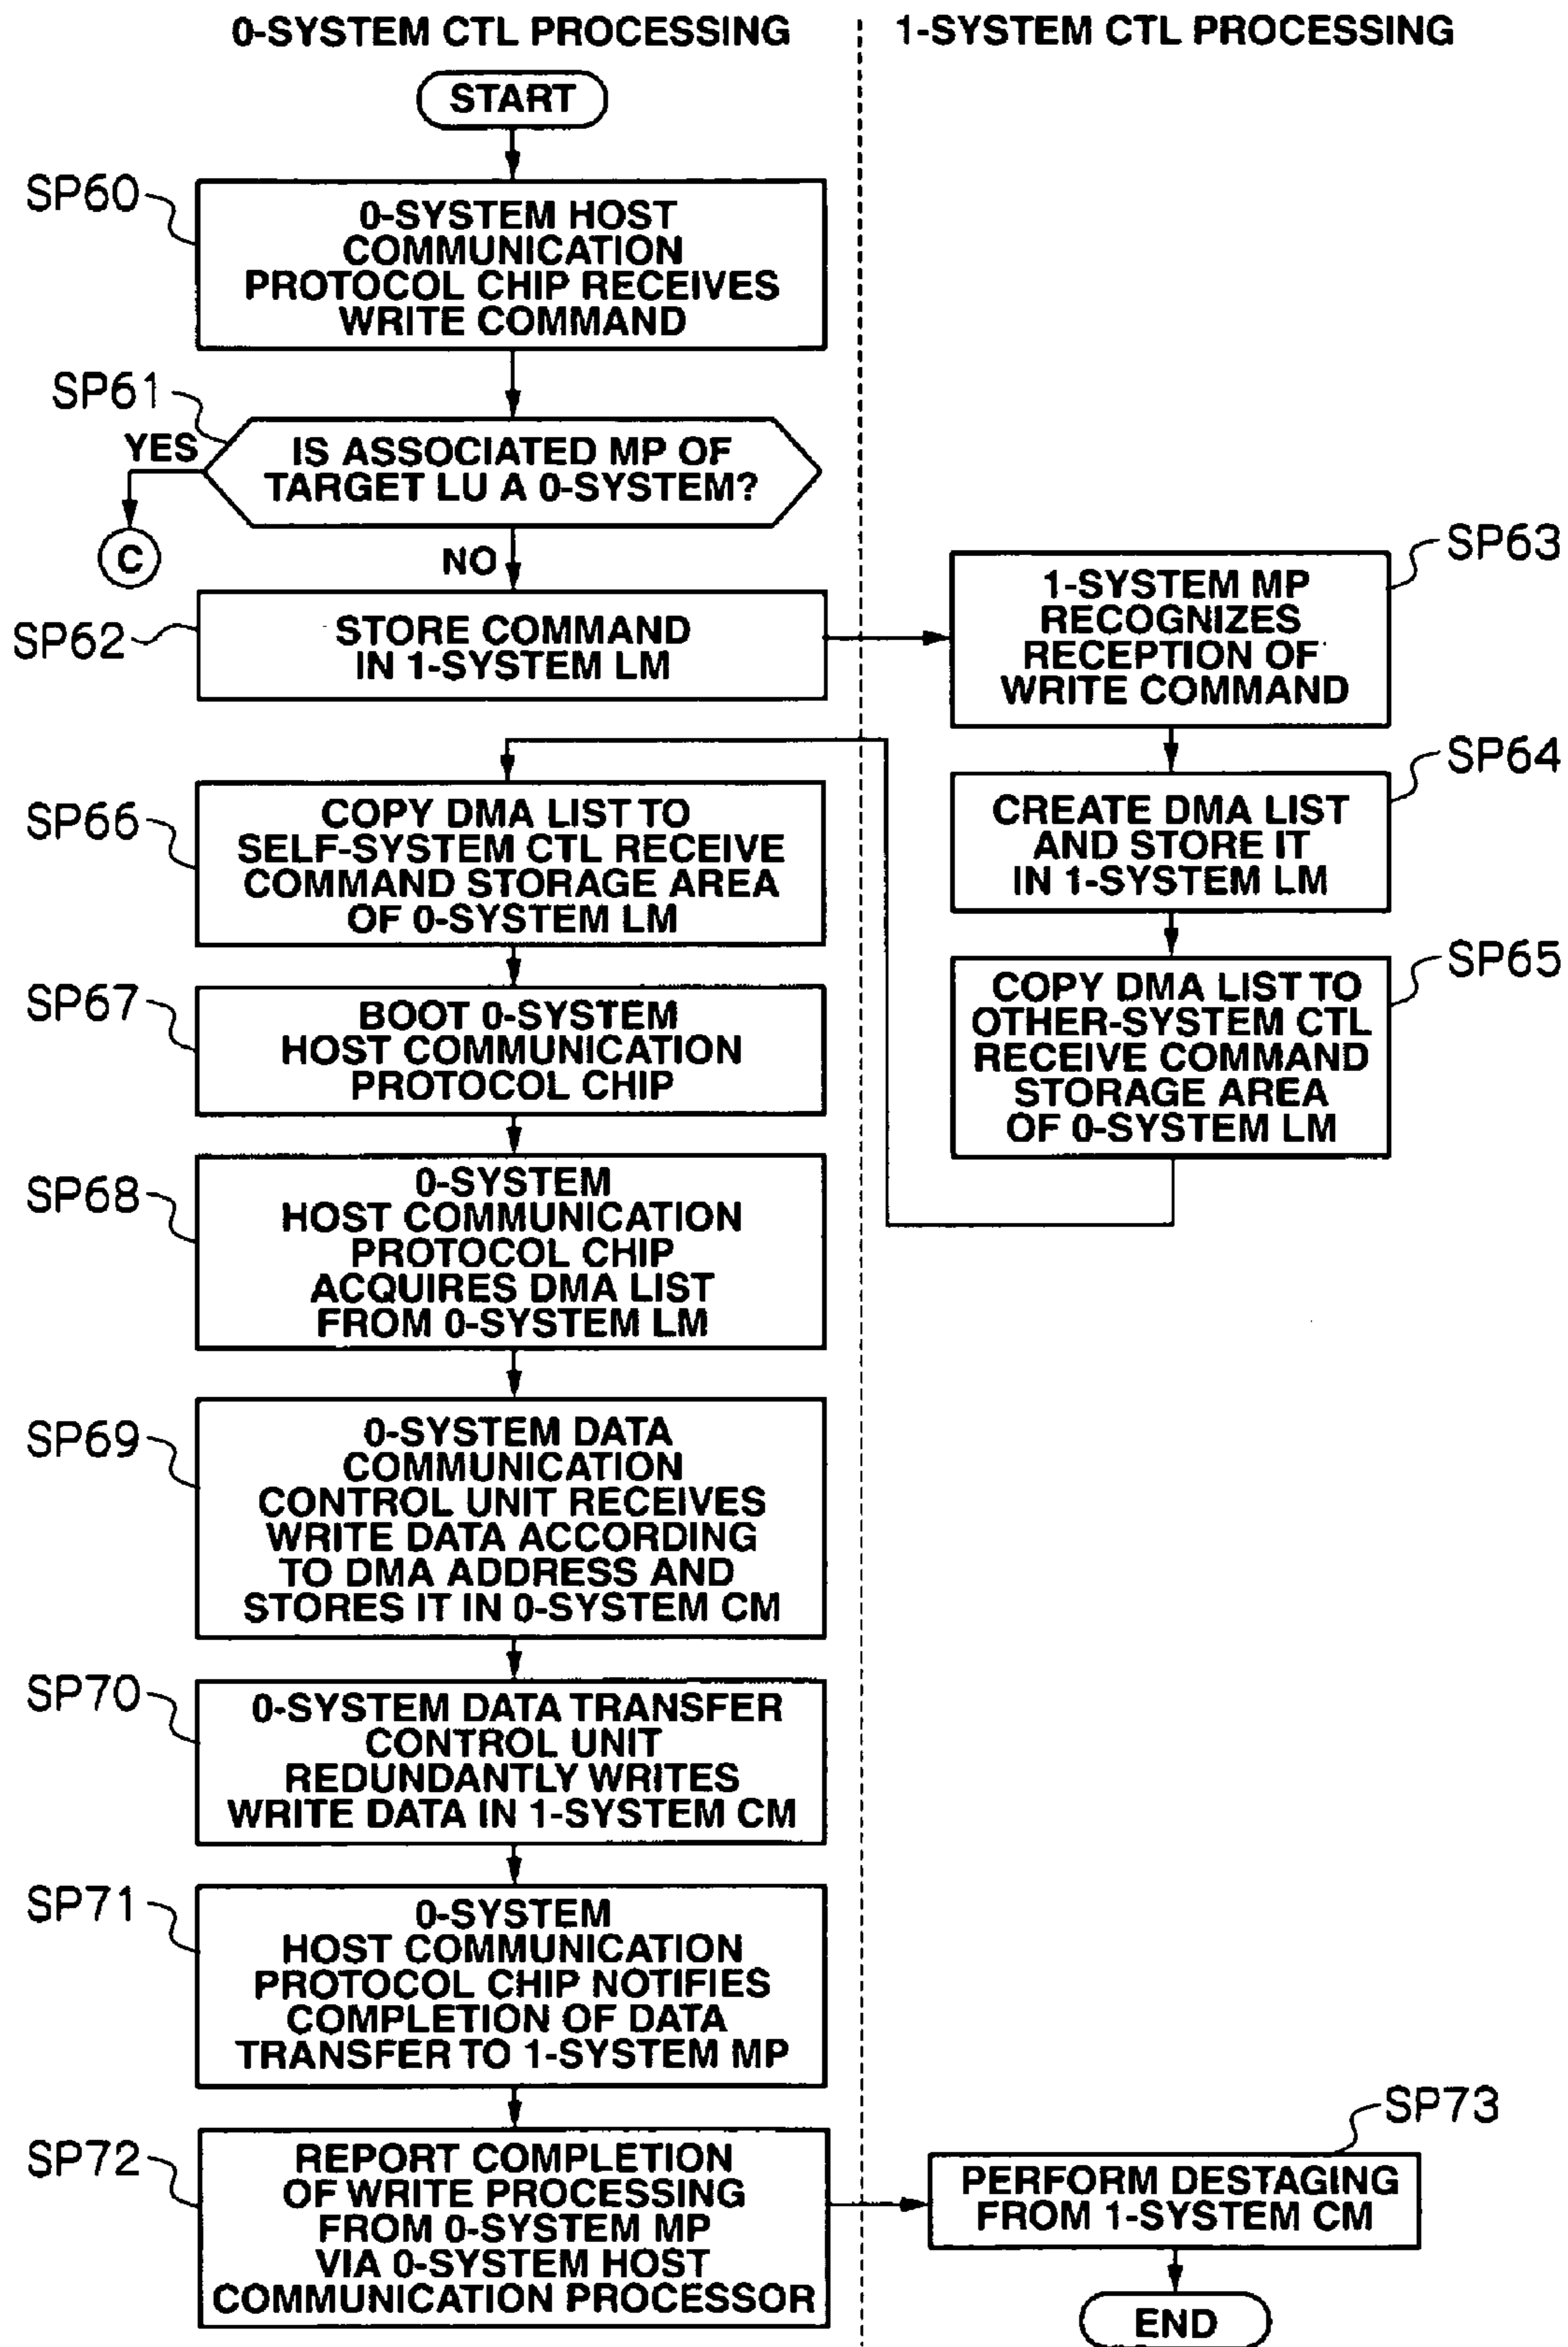 0-SYSTEM CTL PROCESSING
1-SYSTEM CTL PROCESSING
START
SP60
0-SYSTEM HOST
COMMUNICATION
PROTOCOL CHIP RECEIVES
WRITE COMMAND
SP61
YES
IS ASSOCIATED MP OF
TARGET LU A 0-SYSTEM?
C
NO
SP62
STORE COMMAND
IN 1-SYSTEM LM
SP63
1-SYSTEM MP
RECOGNIZES
RECEPTION OF
WRITE COMMAND
SP64
CREATE DMA LIST
AND STORE IT
IN 1-SYSTEM LM
SP65
COPY DMA LIST TO
OTHER-SYSTEM CTL
RECEIVE COMMAND
STORAGE AREA
OF 0-SYSTEM LM
SP66
COPY DMA LIST TO
SELF-SYSTEM CTL RECEIVE
COMMAND STORAGE AREA
OF 0-SYSTEM LM
SP67
BOOT 0-SYSTEM
HOST COMMUNICATION
PROTOCOL CHIP
SP68
0-SYSTEM
HOST COMMUNICATION
PROTOCOL CHIP
ACQUIRES DMA LIST
FROM 0-SYSTEM LM
SP69
0-SYSTEM DATA
COMMUNICATION
CONTROL UNIT RECEIVES
WRITE DATA ACCORDING
TO DMA ADDRESS AND
STORES IT IN 0-SYSTEM CM
SP70
0-SYSTEM DATA TRANSFER
CONTROL UNIT
REDUNDANTLY WRITES
WRITE DATA IN 1-SYSTEM CM
SP71
0-SYSTEM
HOST COMMUNICATION
PROTOCOL CHIP NOTIFIES
COMPLETION OF DATA
TRANSFER TO 1-SYSTEM MP
SP72
REPORT COMPLETION
OF WRITE PROCESSING
FROM 0-SYSTEM MP
VIA 0-SYSTEM HOST
COMMUNICATION PROCESSOR
SP73
PERFORM DESTAGING
FROM 1-SYSTEM CM
END